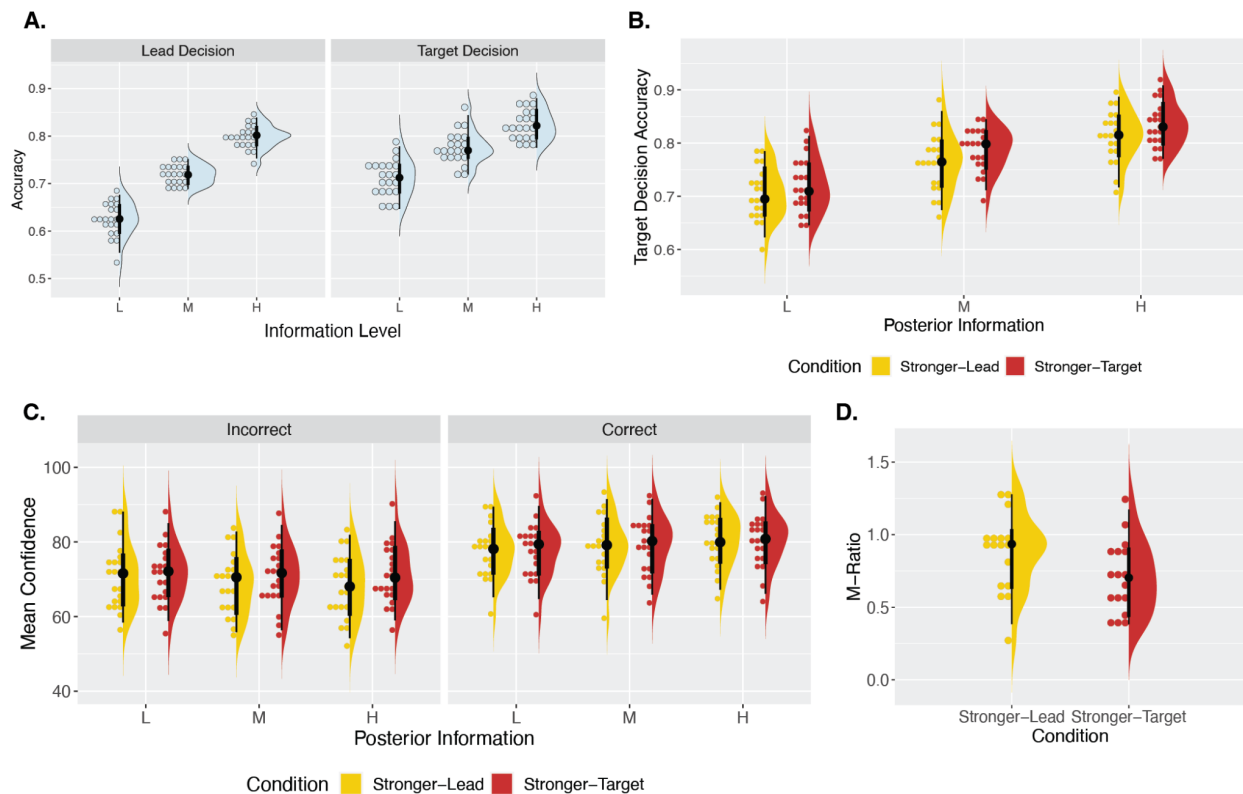 A.
Lead Decision
Target Decision
Accuracy
0.9
0.8
0.7
0.6
0.5
L
M
H
L
M
H
Information Level
B.
Target Decision Accuracy
0.9
0.8
0.7
0.6
L
M
H
Posterior Information
Condition Stronger−Lead Stronger−Target
C.
Incorrect
Correct
Mean Confidence
100
80
60
40
L
M
H
L
M
H
Posterior Information
Condition Stronger−Lead Stronger−Target
D.
M−Ratio
1.5
1.0
0.5
0.0
Stronger−Lead Stronger−Target
Condition